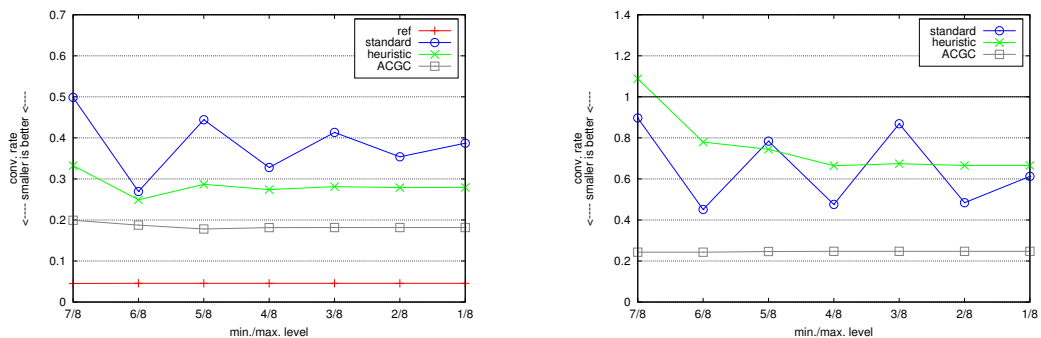 0.7
0.6
0.5
0.4
0.3
0.2
0.1
0
7/8 6/8 5/8 4/8 3/8 2/8 1/8
conv. rate
<---- smaller is better <----
min./max. level
ref
standard
heuristic
ACGC
1.4
1.2
1
0.8
0.6
0.4
0.2
0
7/8 6/8 5/8 4/8 3/8 2/8 1/8
conv. rate
<---- smaller is better <----
min./max. level
standard
heuristic
ACGC